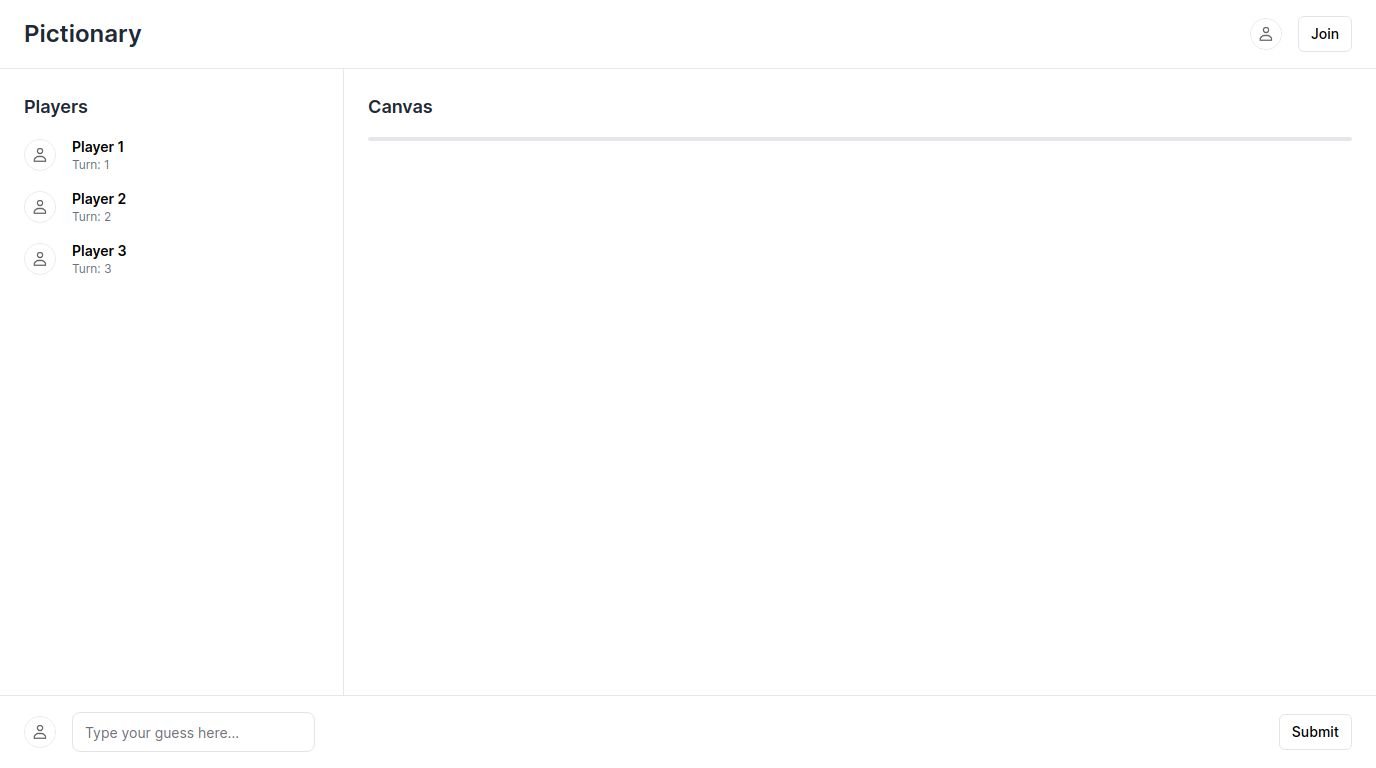 Pictionary
Join
Players
Player 1
Turn: 1
Player 2
Turn: 2
Player 3
Turn: 3
Canvas
Type your guess here...
Submit